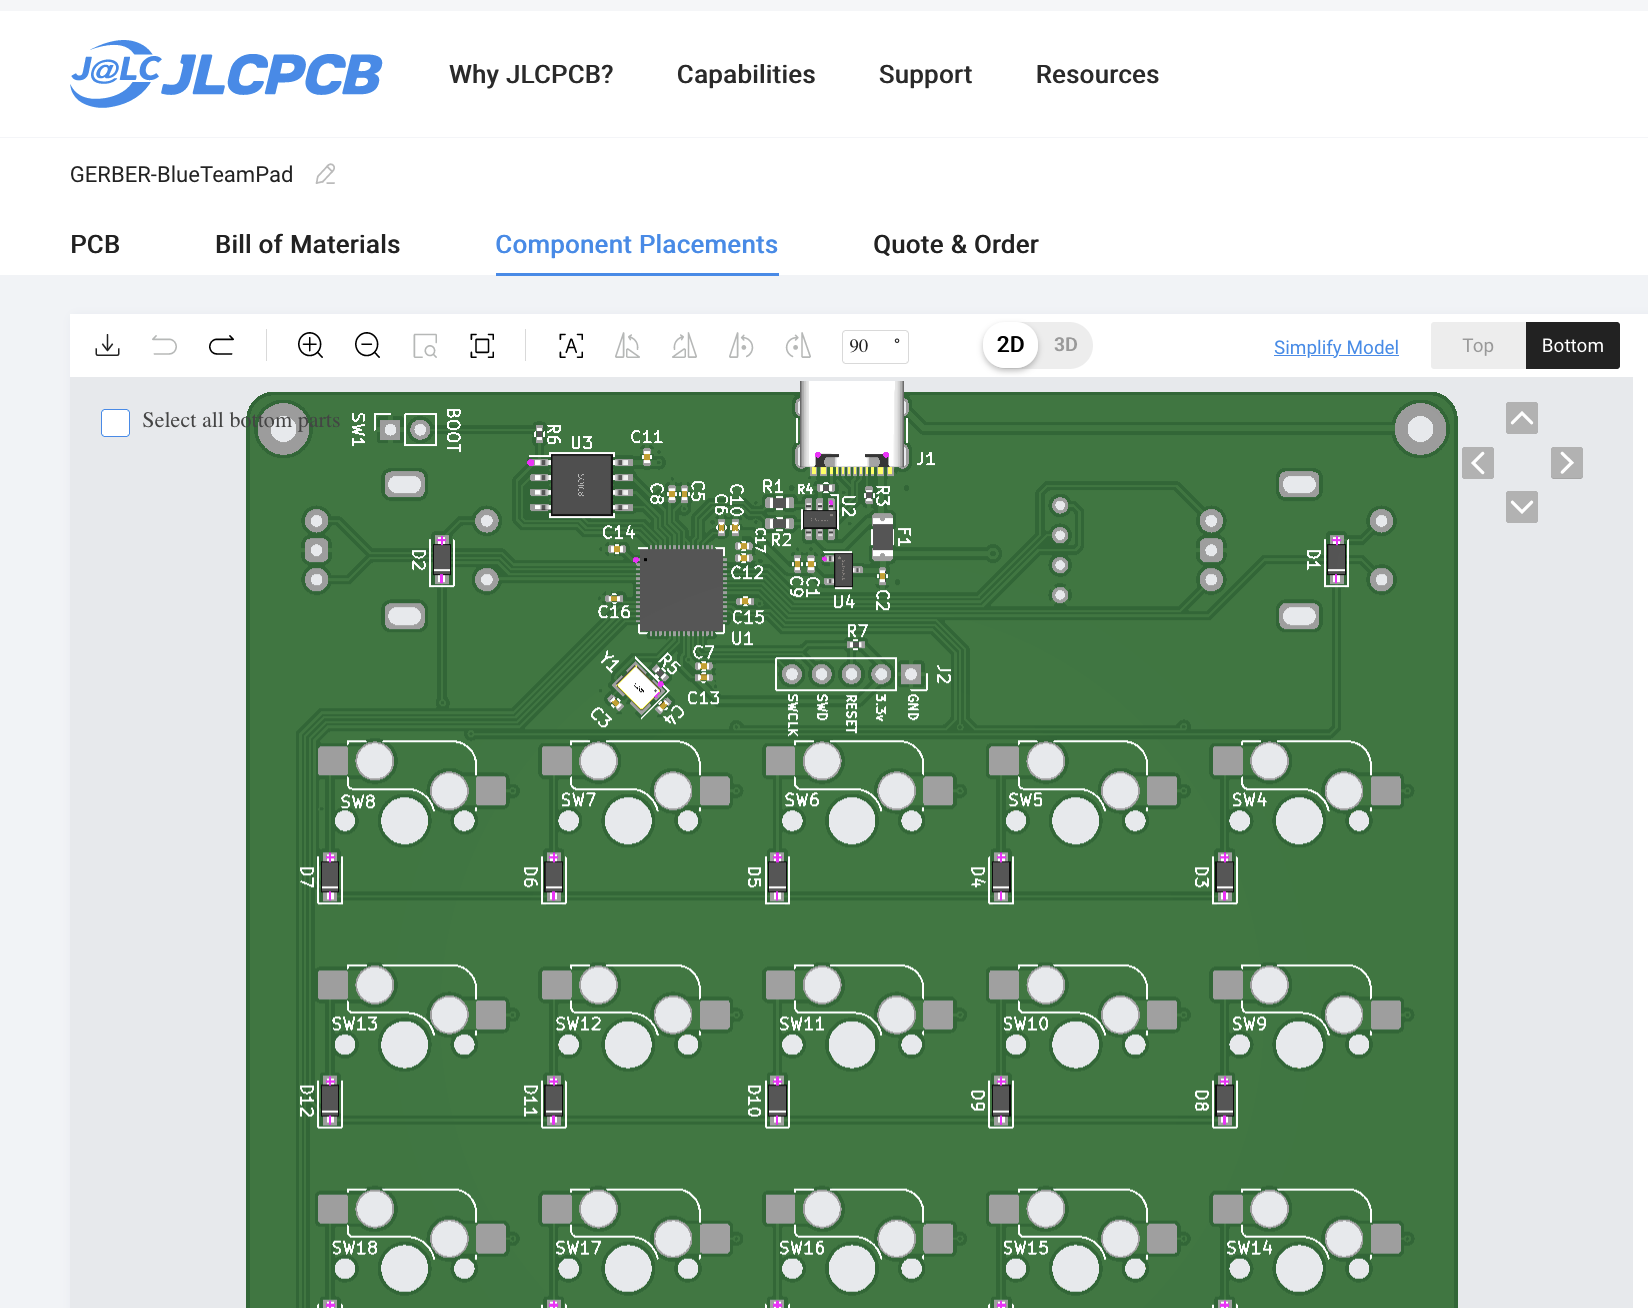 J@LC JLCPCB
Why JLCPCB?
Capabilities
Support
Resources
GERBER-BlueTeamPad
PCB
Bill of Materials
Component Placements
Quote & Order
90 °
2D
3D
Simplify Model
Top
Bottom
Select all bottom parts
SW1
BOOT
R6
U3
C11
J1
C8
C5
C6
C10
R1
R4
U2
R3
R2
F1
C14
C17
C12
D2
D1
C9
C1
U4
C2
C16
C15
U1
R7
Y1
R5
C7
C13
C3
C4
J2
SWCLK
SWD
RESET
3.3v
GND
SW8
SW7
SW6
SW5
SW4
D7
D6
D5
D4
D3
SW13
SW12
SW11
SW10
SW9
D12
D11
D10
D9
D8
SW18
SW17
SW16
SW15
SW14